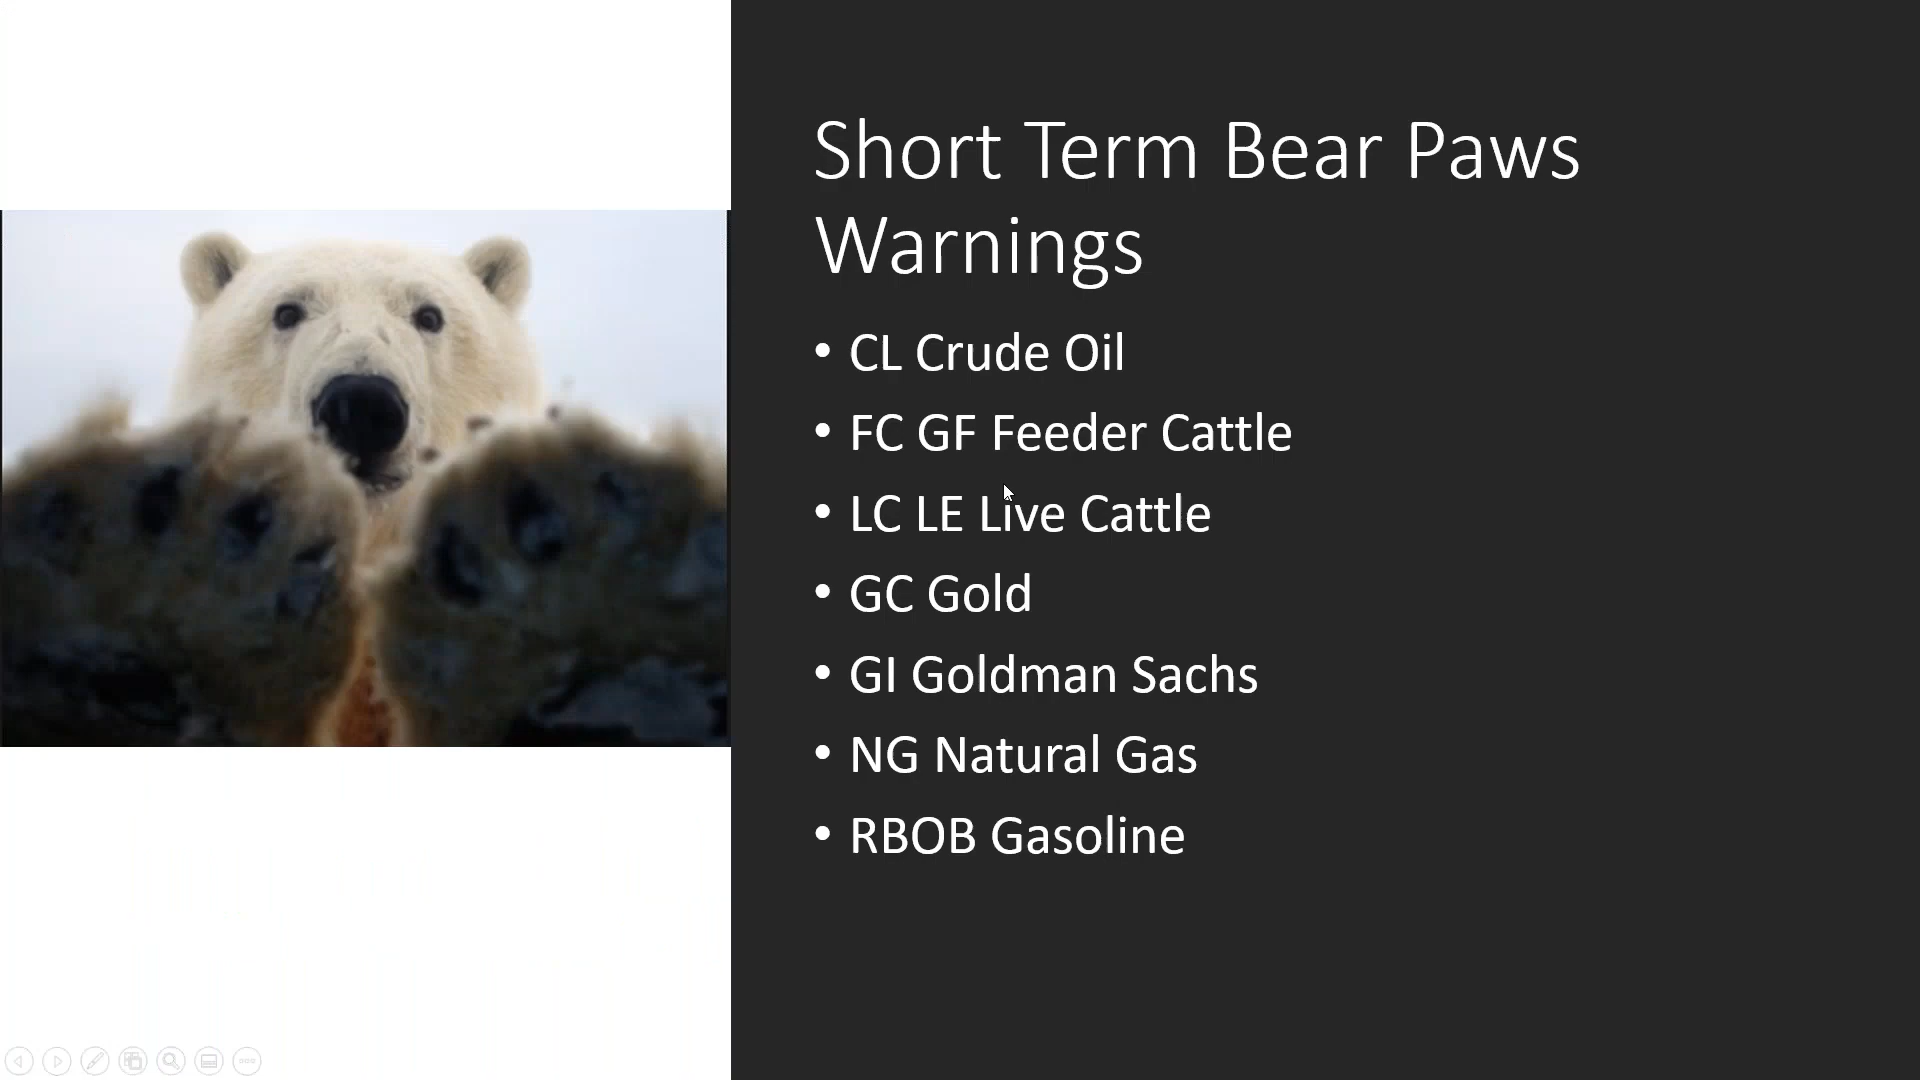 Short Term Bear Paws
Warnings
• CL Crude Oil
• FC GF Feeder Cattle
• LC LE Live Cattle
• GC Gold
• GI Goldman Sachs
• NG Natural Gas
• RBOB Gasoline